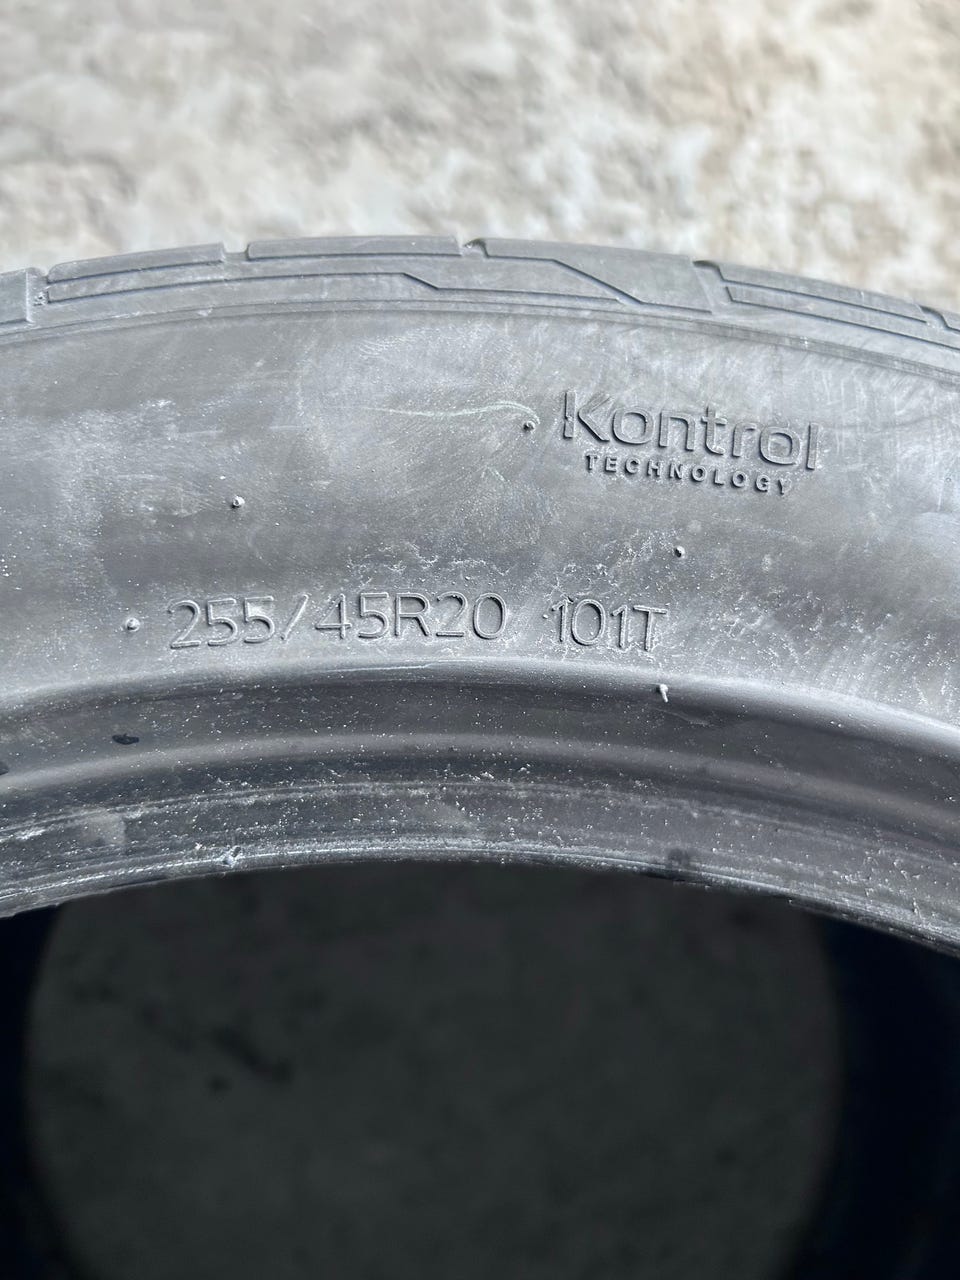 Kontrol
TECHNOLOGY
255/45R20 101T